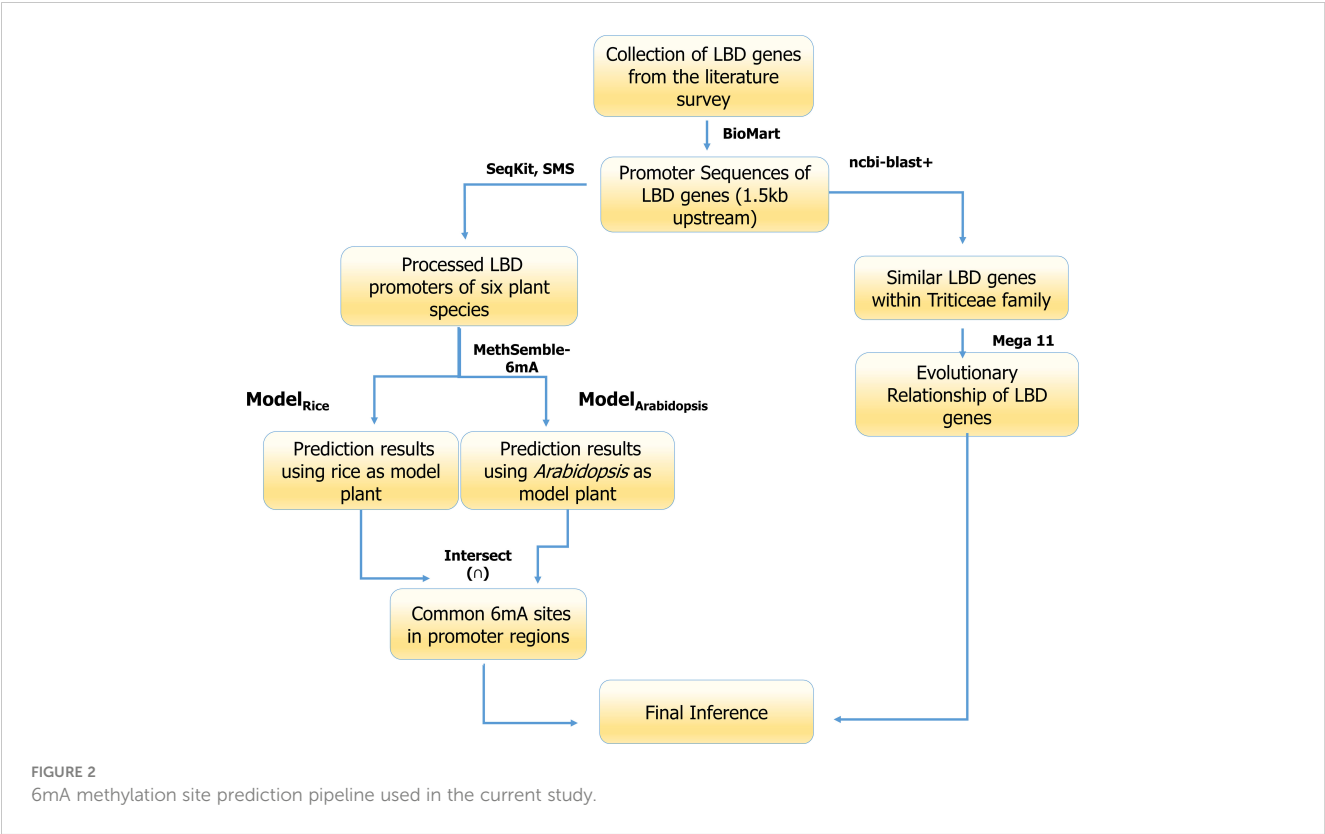 Collection of LBD genes
from the literature
survey
BioMart
SeqKit, SMS
ncbi-blast+
Promoter Sequences of
LBD genes (1.5kb
upstream)
Processed LBD
promoters of six plant
species
Similar LBD genes
within Triticeae family
MethSemble-
6mA
Mega 11
ModelRice
ModelArabidopsis
Evolutionary
Relationship of LBD
genes
Prediction results
using rice as model
plant
Prediction results
using Arabidopsis as
model plant
Intersect
(∩)
Common 6mA sites
in promoter regions
Final Inference
FIGURE 2
6mA methylation site prediction pipeline used in the current study.